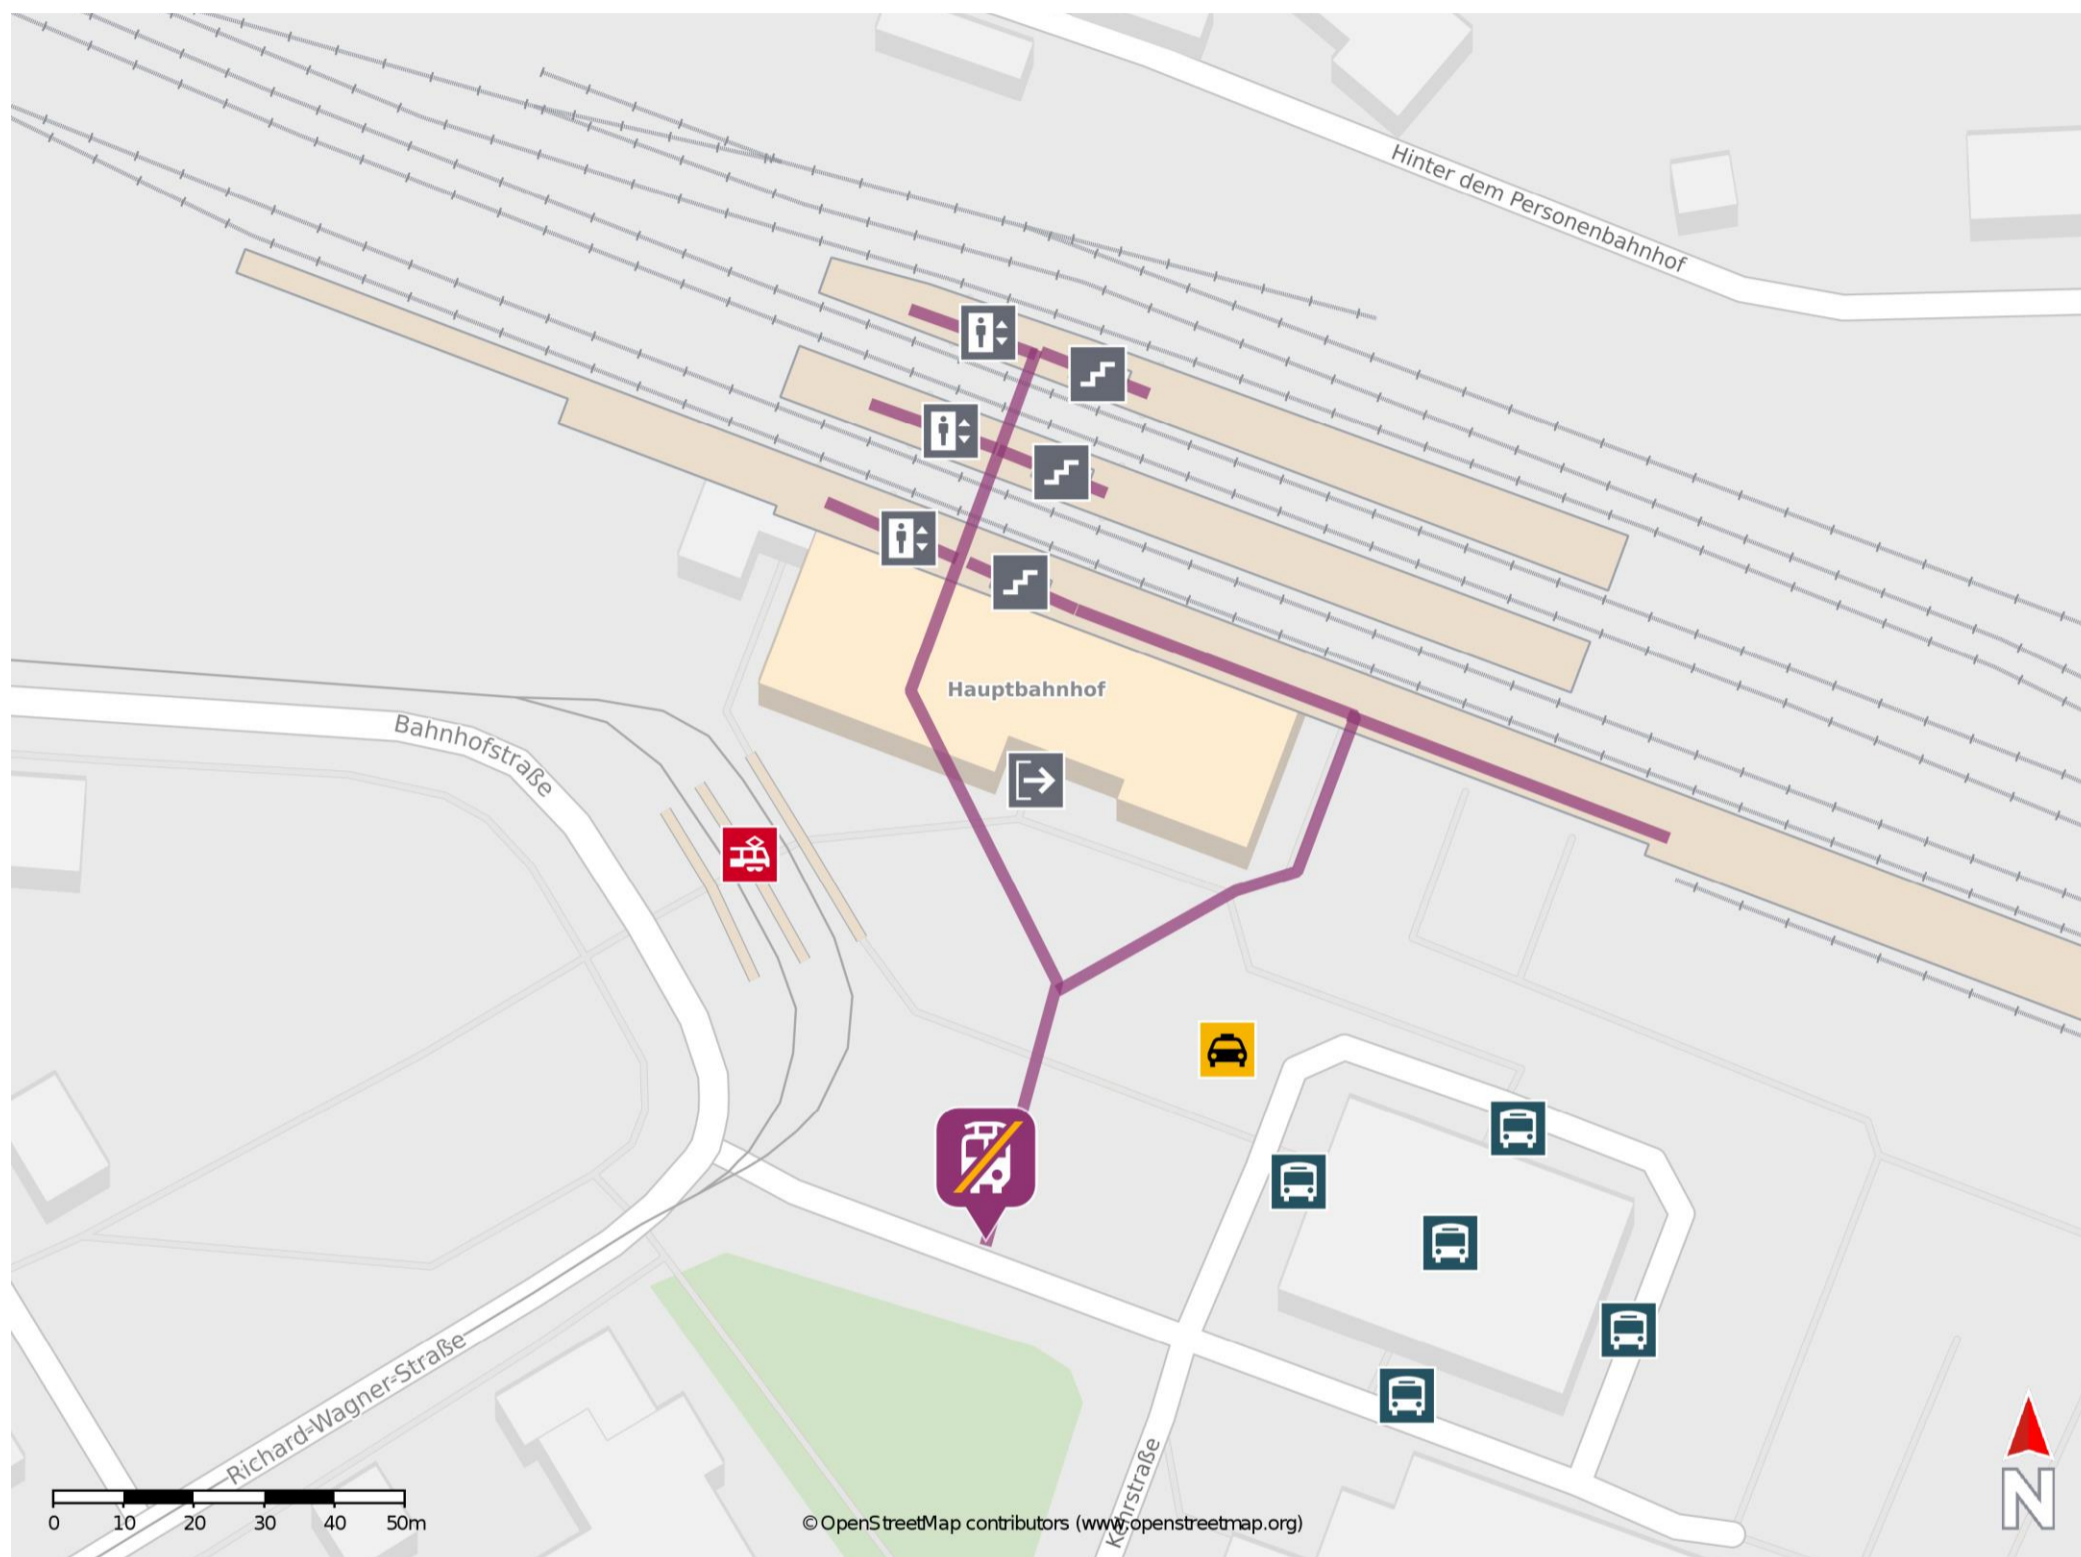 Hinter dem Personenbahnhof
Hauptbahnhof
Bahnhofstraße
Richard-Wagner-Straße
Kehrstraße
0 10 20 30 40 50m
© OpenStreetMap contributors (www.openstreetmap.org)
N